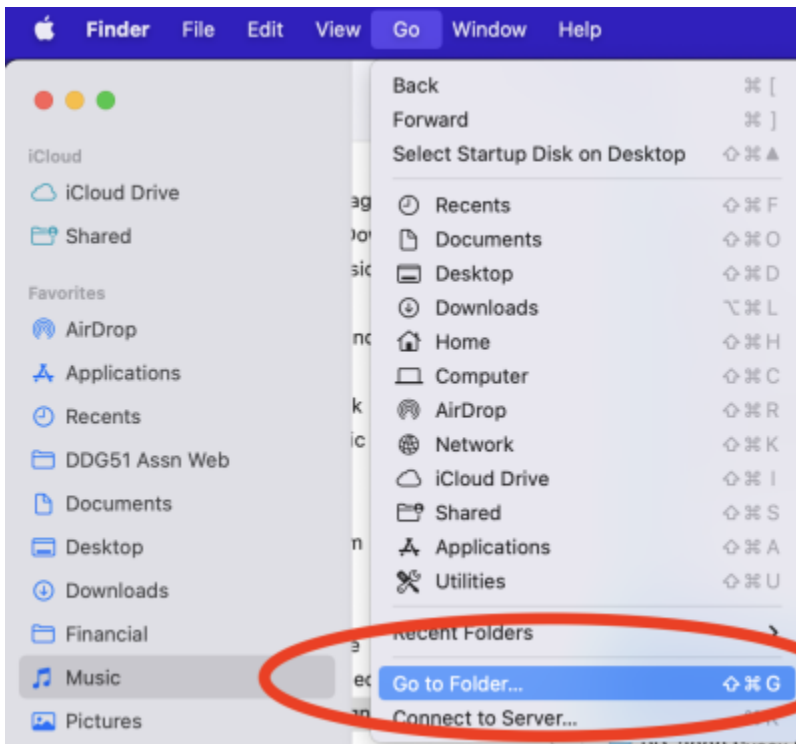 Finder File Edit View Go Window Help
iCloud
iCloud Drive
Shared
Favorites
AirDrop
Applications
Recents
DDG51 Assn Web
Documents
Desktop
Downloads
Financial
Music
Pictures
Back ⌘ [
Forward ⌘ ]
Select Startup Disk on Desktop ⇧⌘▲
Recents ⇧⌘F
Documents ⇧⌘O
Desktop ⇧⌘D
Downloads ⌥⌘L
Home ⇧⌘H
Computer ⇧⌘C
AirDrop ⇧⌘R
Network ⇧⌘K
iCloud Drive ⇧⌘I
Shared ⇧⌘S
Applications ⇧⌘A
Utilities ⇧⌘U
Recent Folders
Go to Folder... ⇧⌘G
Connect to Server... ⌘K